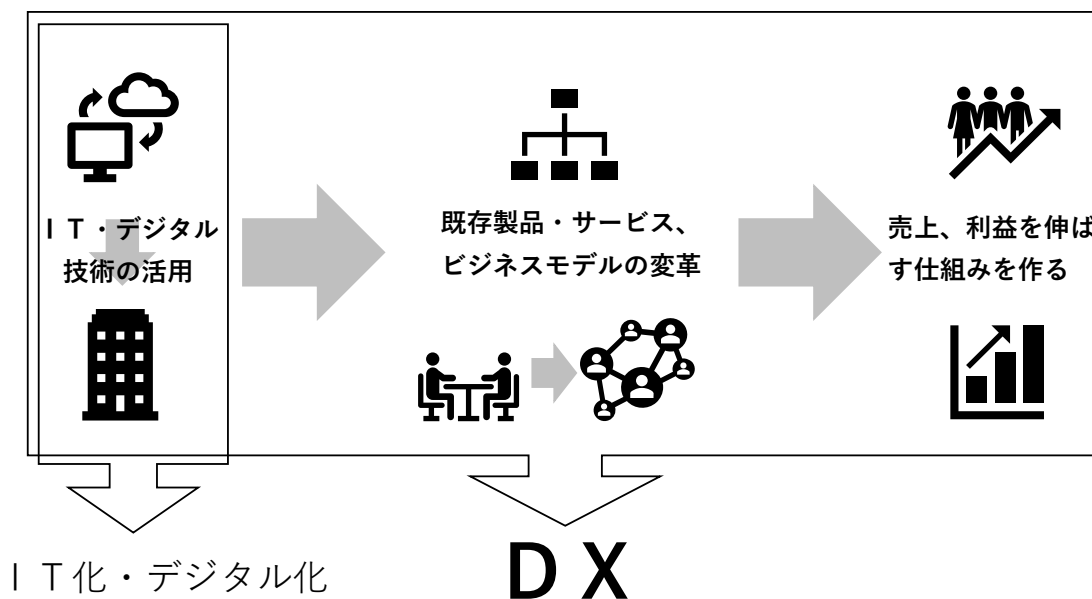 ＩＴ・デジタル
技術の活用
既存製品・サービス、
ビジネスモデルの変革
売上、利益を伸ば
す仕組みを作る
ＩＴ化・デジタル化
ＤＸ